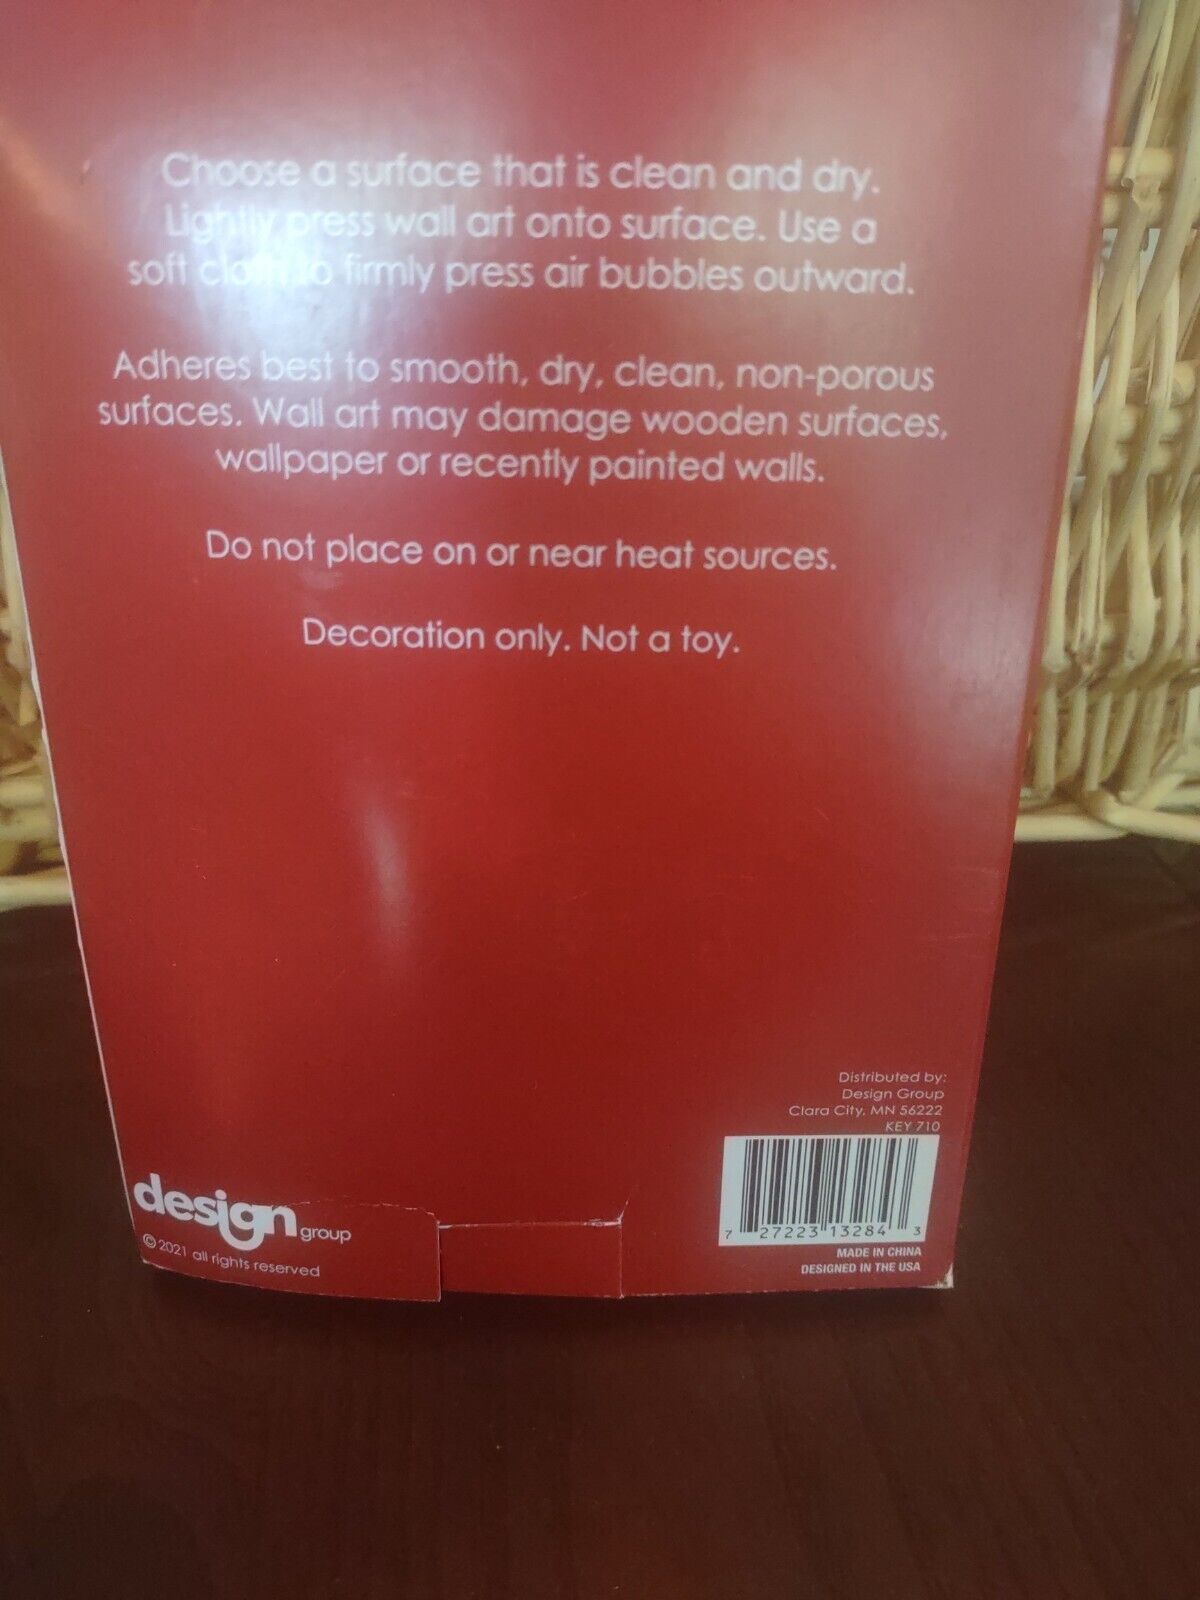 Choose a surface that is clean and dry.
Lightly press wall art onto surface. Use a
soft cloth to firmly press air bubbles outward.
Adheres best to smooth, dry, clean, non-porous
surfaces. Wall art may damage wooden surfaces,
wallpaper or recently painted walls.
Do not place on or near heat sources.
Decoration only. Not a toy.
Distributed by:
Design Group
Clara City, MN 56222
KEY 710
7 27223 13284 3
MADE IN CHINA
DESIGNED IN THE USA
design group
© 2021 all rights reserved